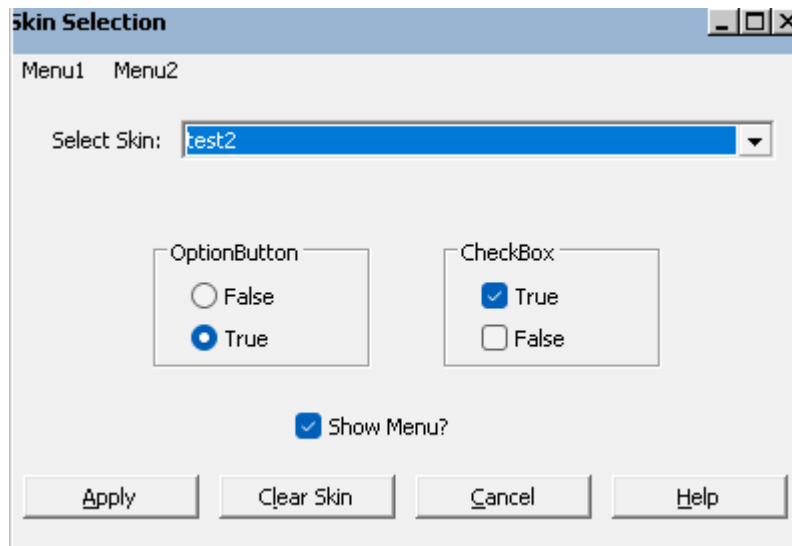 Skin Selection
Menu1 Menu2
Select Skin: test2
OptionButton CheckBox
False True
True False
Show Menu?
Apply Clear Skin Cancel Help